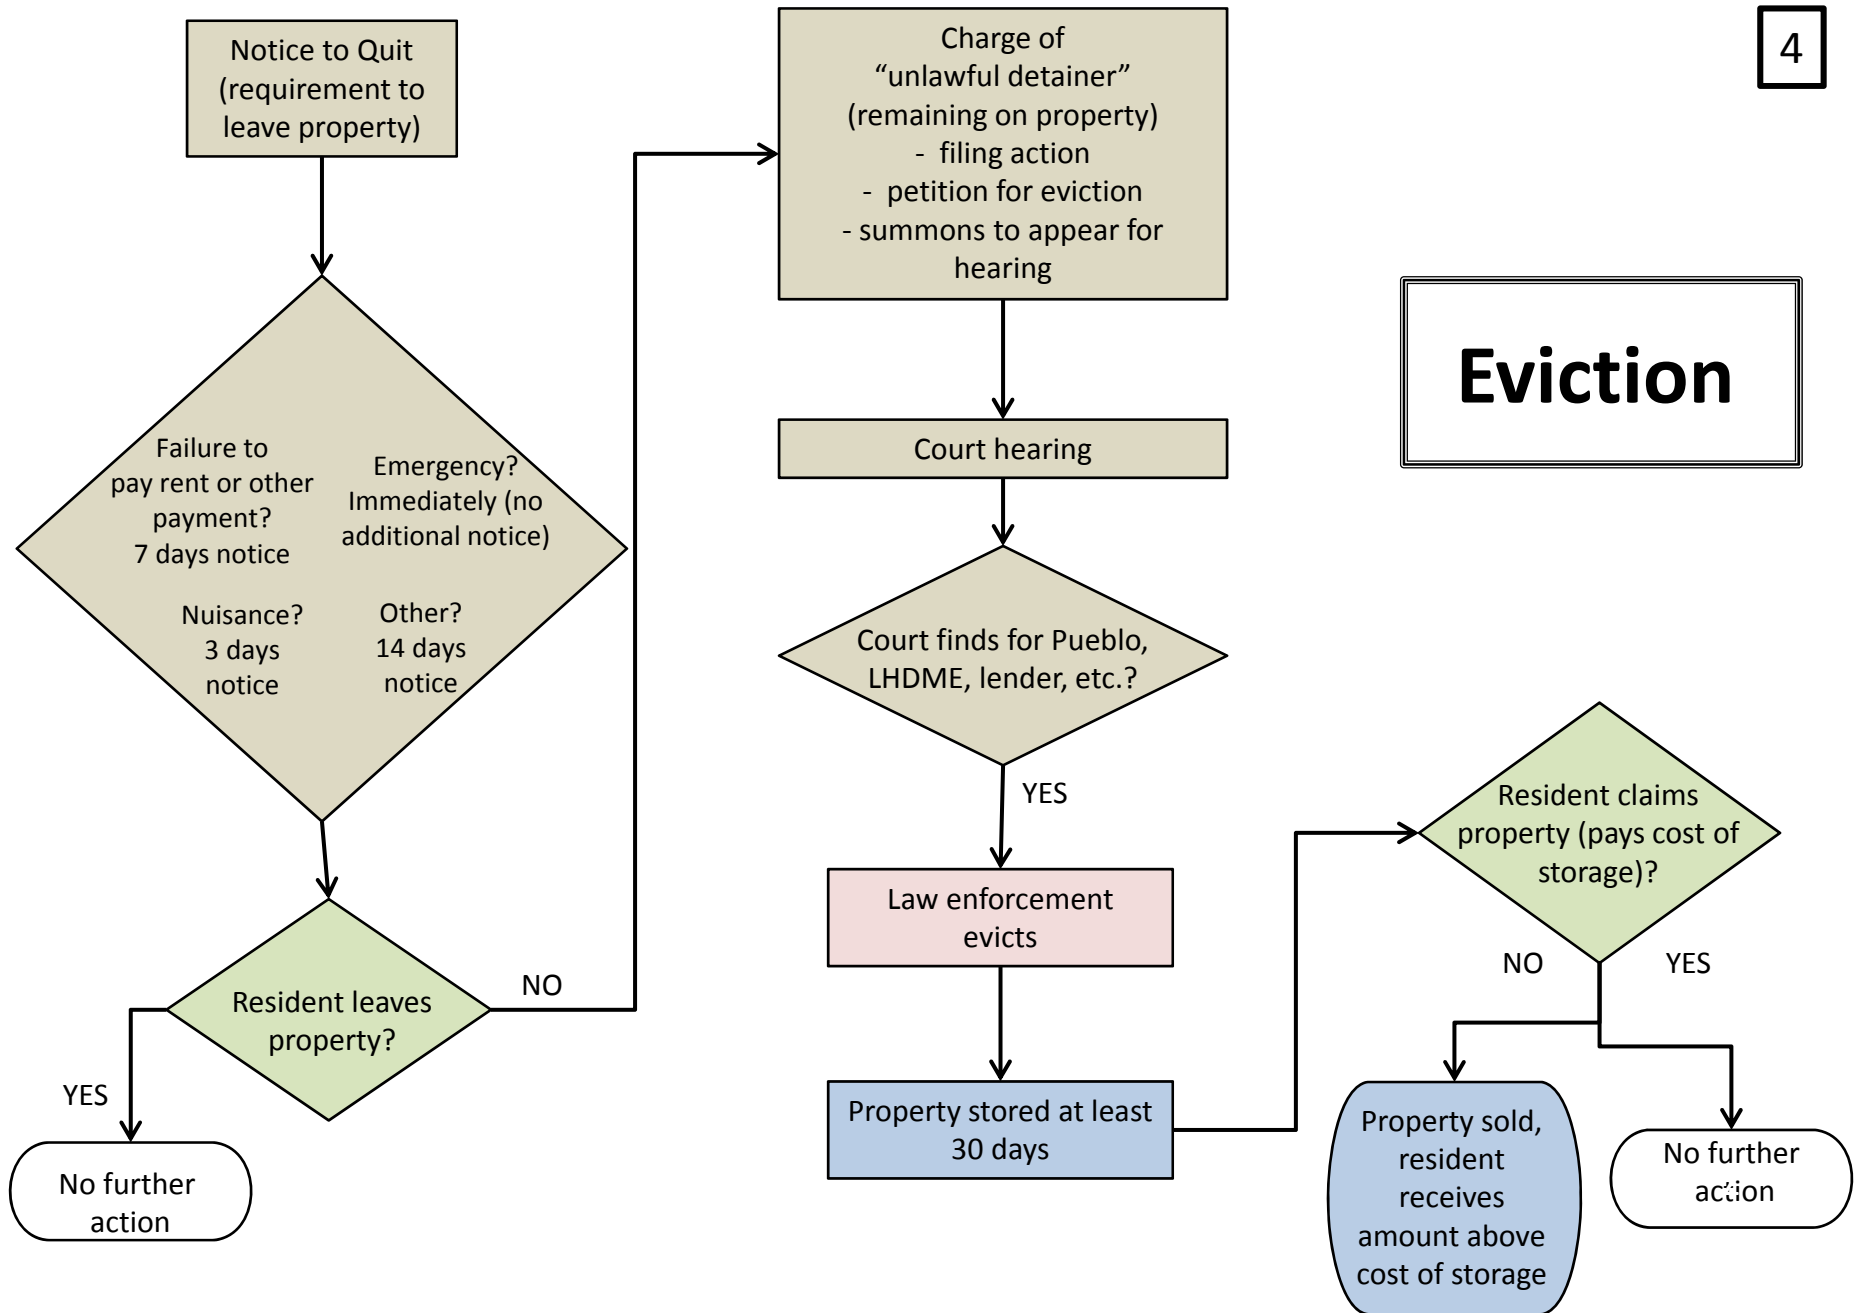 4
Eviction
Notice to Quit
(requirement to
leave property)
Failure to
pay rent or other
payment?
7 days notice
Emergency?
Immediately (no
additional notice)
Nuisance?
3 days
notice
Other?
14 days
notice
Resident leaves
property?
YES
NO
No further
action
Charge of
“unlawful detainer”
(remaining on property)
- filing action
- petition for eviction
- summons to appear for
hearing
Court hearing
Court finds for Pueblo,
LHDME, lender, etc.?
YES
Law enforcement
evicts
Property stored at least
30 days
Resident claims
property (pays cost of
storage)?
NO
YES
Property sold,
resident
receives
amount above
cost of storage
No further
action